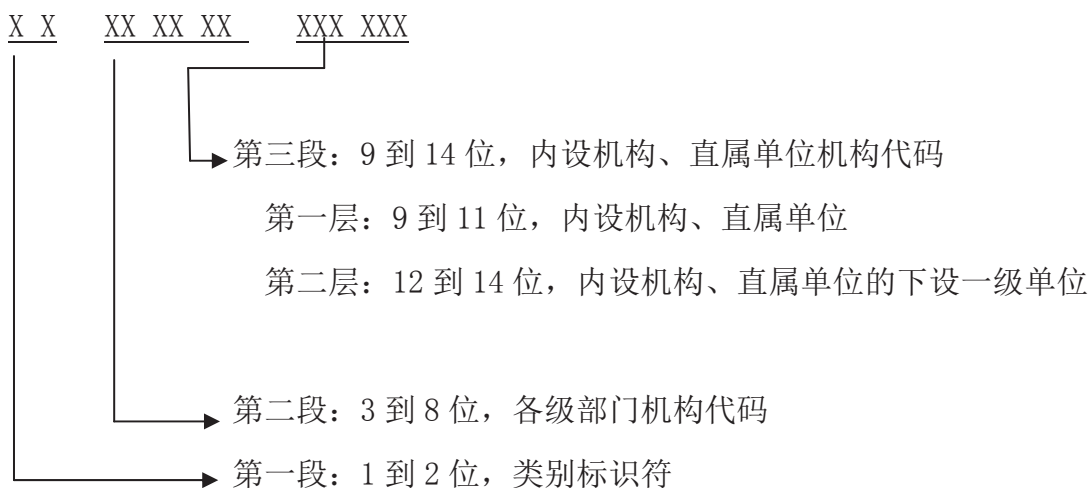 X X XX XX XX XXX XXX
第三段：9 到 14 位，内设机构、直属单位机构代码
第一层：9 到 11 位，内设机构、直属单位
第二层：12 到 14 位，内设机构、直属单位的下设一级单位
第二段：3 到 8 位，各级部门机构代码
第一段：1 到 2 位，类别标识符